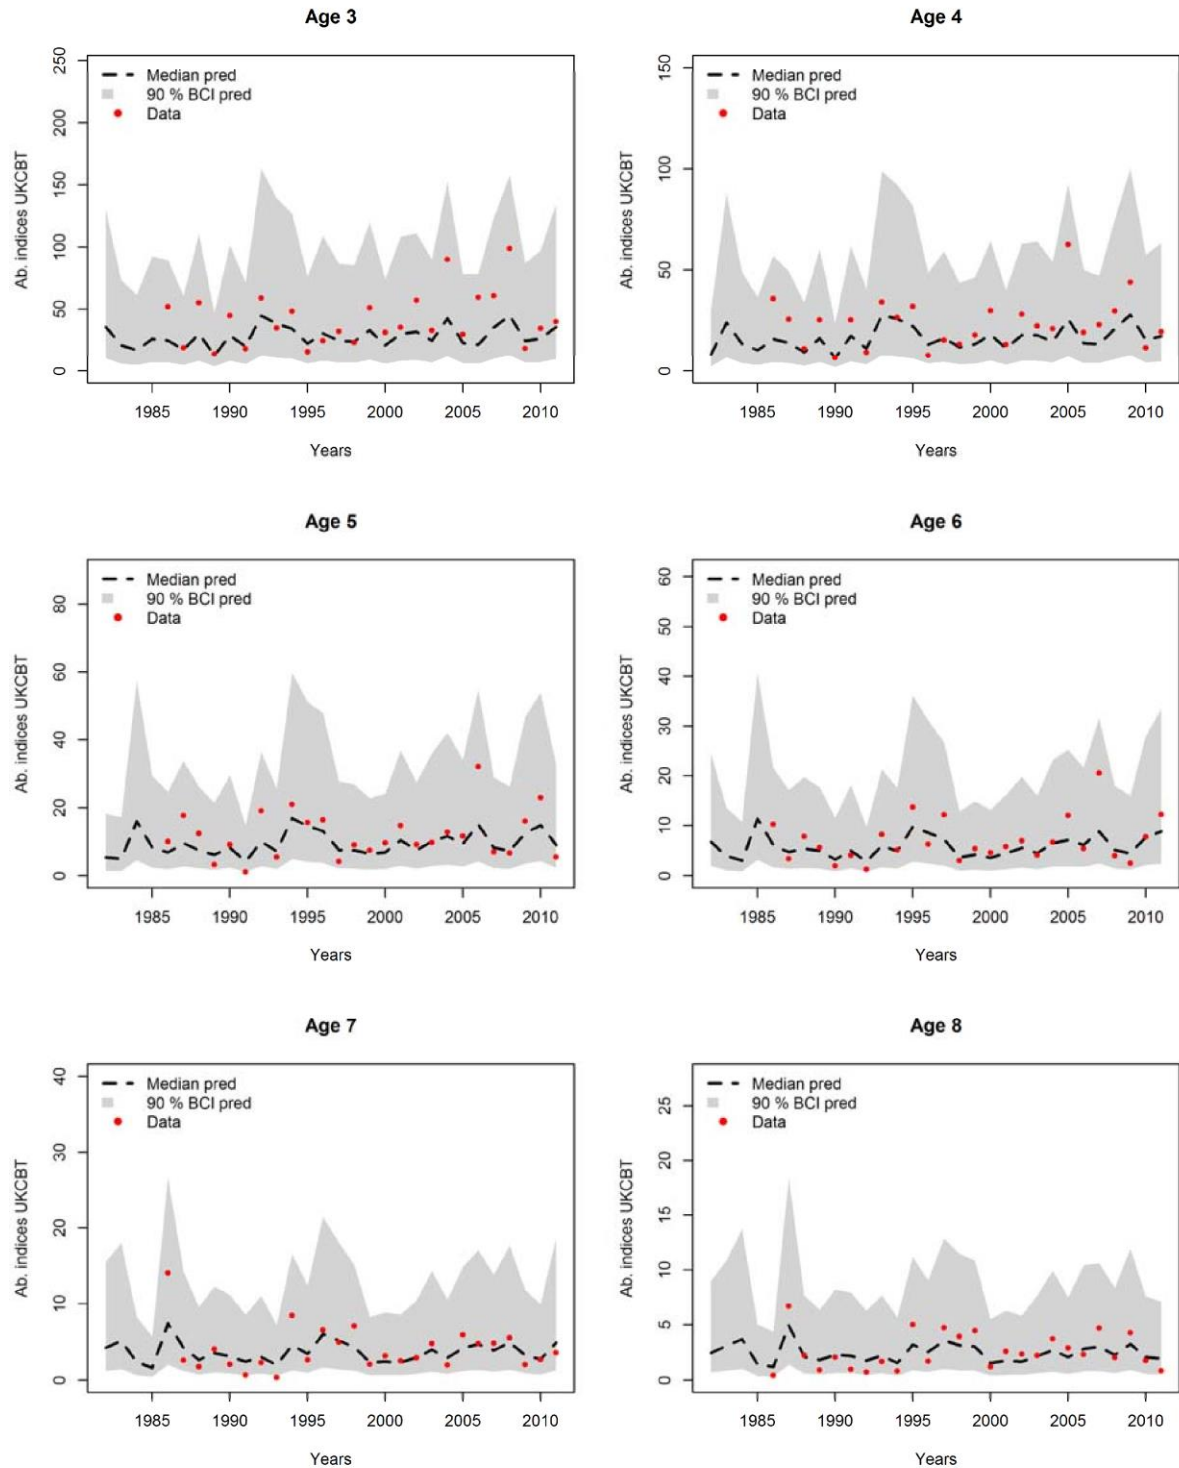 Age 3
250
200
150
100
50
0
Ab. indices UKCBT
Median pred
90 % BCI pred
Data
1985 1990 1995 2000 2005 2010
Years
Age 4
150
100
50
0
Ab. indices UKCBT
Median pred
90 % BCI pred
Data
1985 1990 1995 2000 2005 2010
Years
Age 5
80
60
40
20
0
Ab. indices UKCBT
Median pred
90 % BCI pred
Data
1985 1990 1995 2000 2005 2010
Years
Age 6
60
50
40
30
20
10
0
Ab. indices UKCBT
Median pred
90 % BCI pred
Data
1985 1990 1995 2000 2005 2010
Years
Age 7
40
30
20
10
0
Ab. indices UKCBT
Median pred
90 % BCI pred
Data
1985 1990 1995 2000 2005 2010
Years
Age 8
25
20
15
10
5
0
Ab. indices UKCBT
Median pred
90 % BCI pred
Data
1985 1990 1995 2000 2005 2010
Years